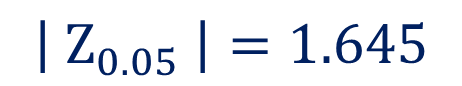 | Z₀.₀₅ | = 1.645